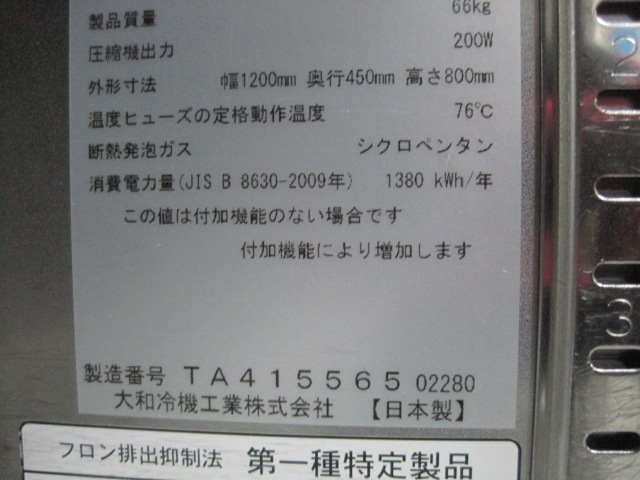 製品質量 66kg
圧縮機出力 200W
外形寸法 幅1200mm 奥行450mm 高さ800mm
温度ヒューズの定格動作温度 76℃
断熱発泡ガス シクロペンタン
消費電力量(JIS B 8630-2009年) 1380 kWh/年
この値は付加機能のない場合です
付加機能により増加します
製造番号 TA415565 02280
大和冷機工業株式会社 【日本製】
フロン排出抑制法 第一種特定製品
2
3